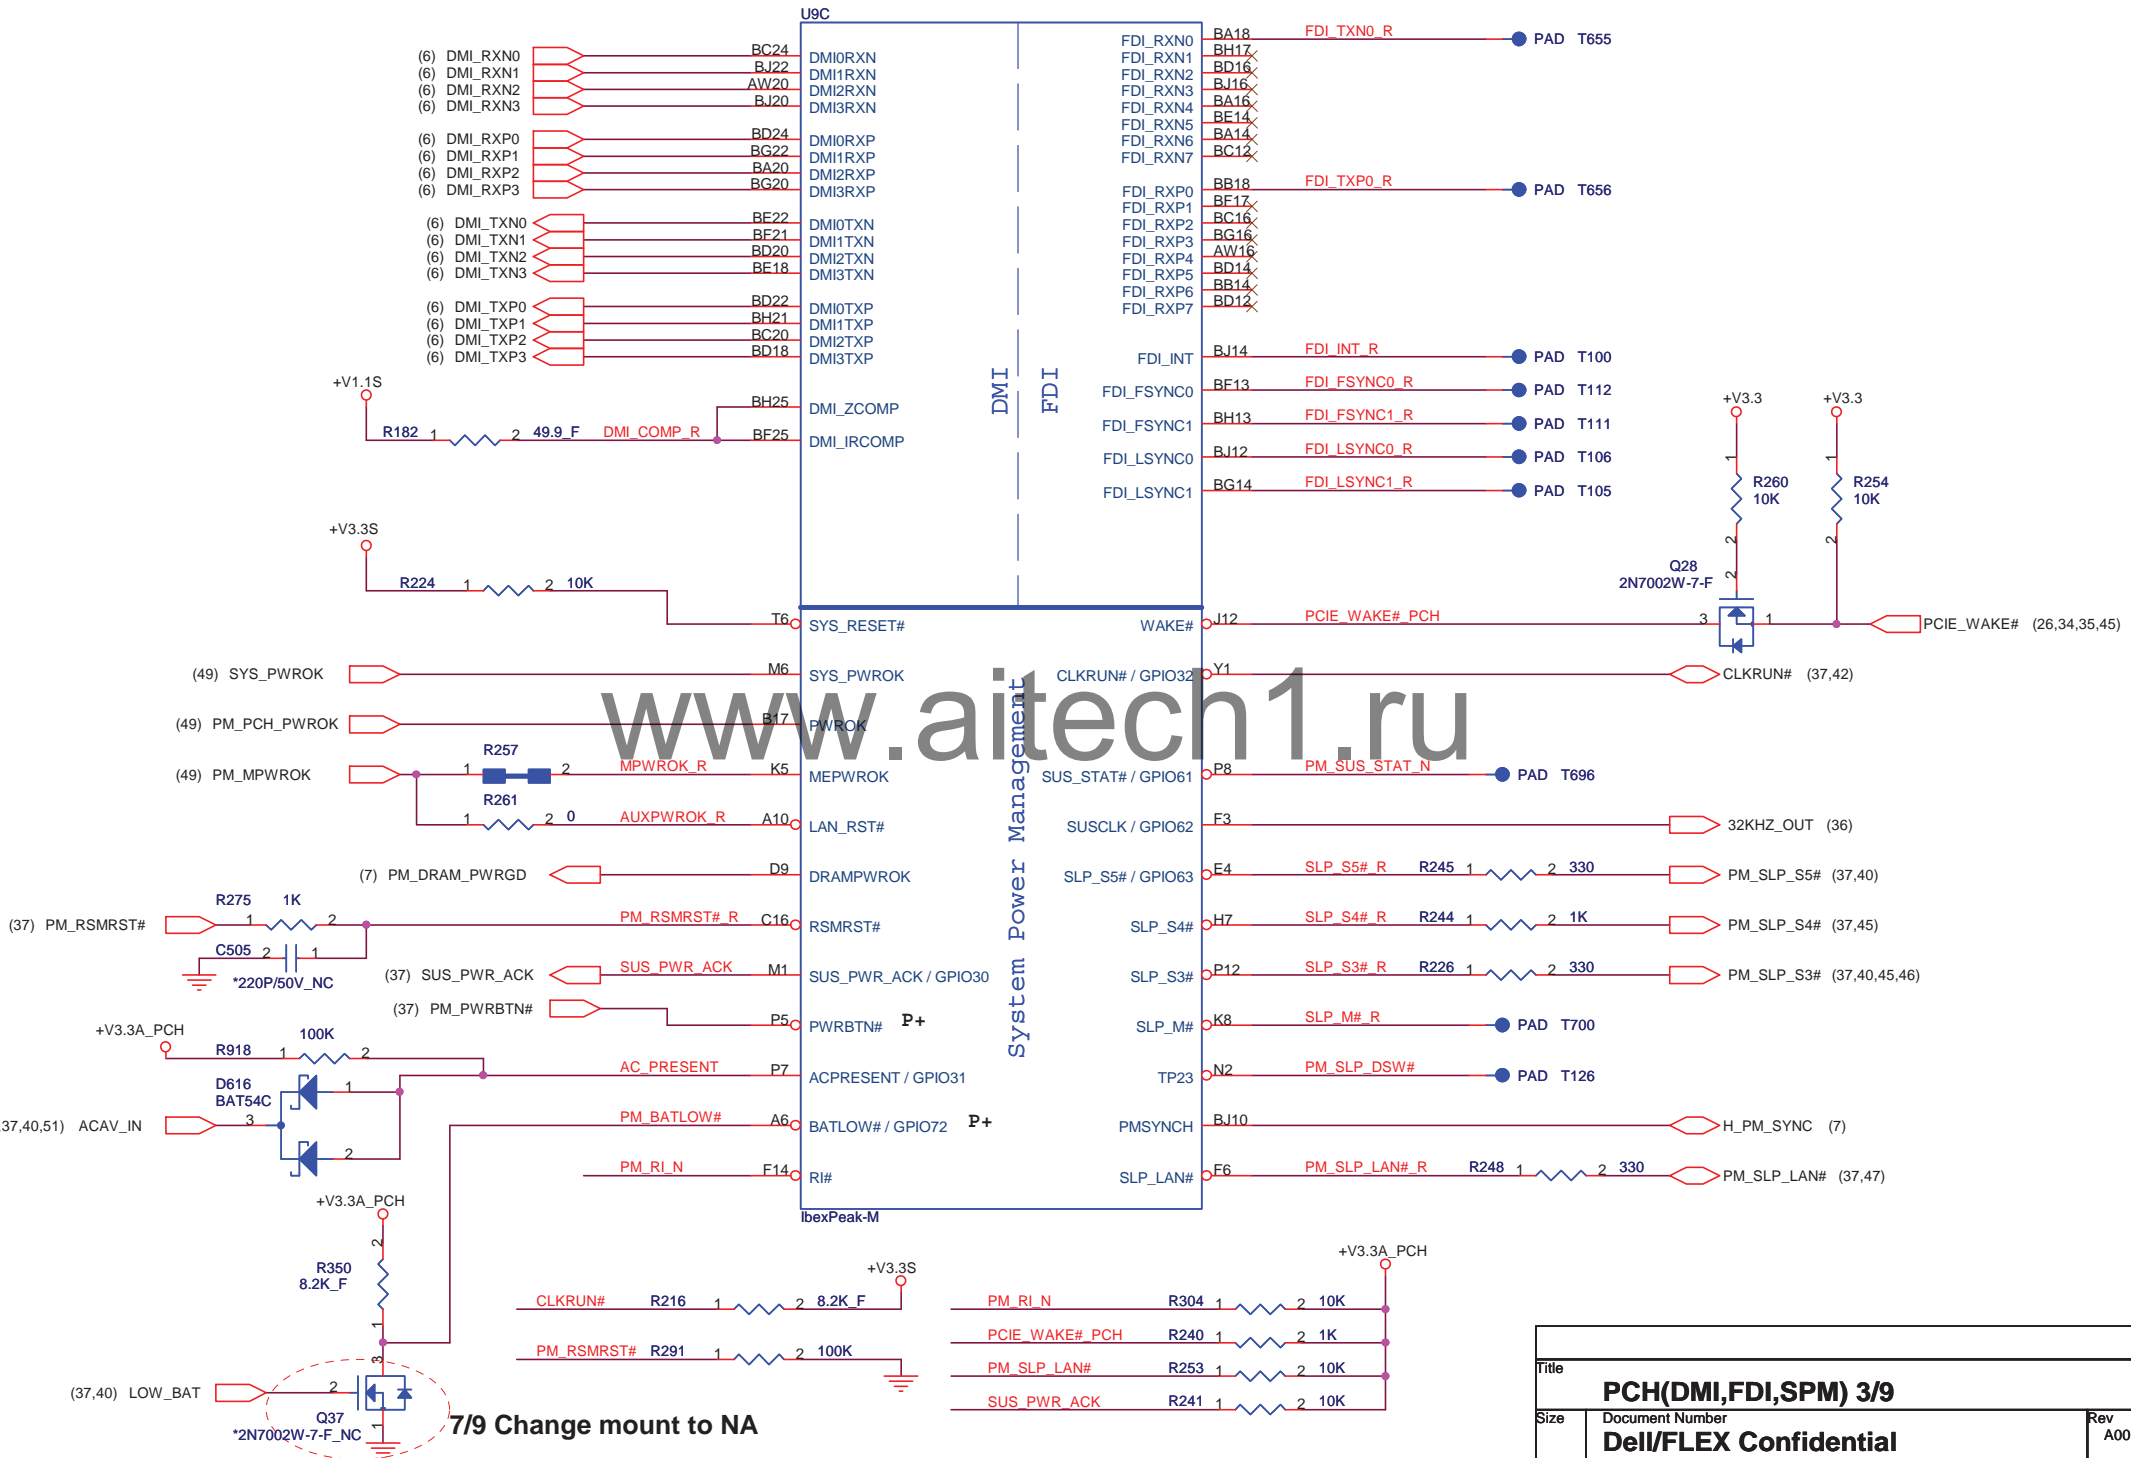 U9C
(6) DMI_RXN0 BC24 DMI0RXN
(6) DMI_RXN1 BJ22 DMI1RXN
(6) DMI_RXN2 AW20 DMI2RXN
(6) DMI_RXN3 BJ20 DMI3RXN
(6) DMI_RXP0 BD24 DMI0RXP
(6) DMI_RXP1 BG22 DMI1RXP
(6) DMI_RXP2 BA20 DMI2RXP
(6) DMI_RXP3 BG20 DMI3RXP
(6) DMI_TXN0 BE22 DMI0TXN
(6) DMI_TXN1 BF21 DMI1TXN
(6) DMI_TXN2 BD20 DMI2TXN
(6) DMI_TXN3 BE18 DMI3TXN
(6) DMI_TXP0 BD22 DMI0TXP
(6) DMI_TXP1 BH21 DMI1TXP
(6) DMI_TXP2 BC20 DMI2TXP
(6) DMI_TXP3 BD18 DMI3TXP
+V1.1S
BH25 DMI_ZCOMP
R182 1 2 49.9_F DMI_COMP_R BF25 DMI_IRCOMP
DMI
FDI
FDI_RXN0 BA18 FDI_TXN0_R PAD T655
FDI_RXN1 BH17
FDI_RXN2 BD16
FDI_RXN3 BJ16
FDI_RXN4 BA16
FDI_RXN5 BE14
FDI_RXN6 BA14
FDI_RXN7 BC12
FDI_RXP0 BB18 FDI_TXP0_R PAD T656
FDI_RXP1 BF17
FDI_RXP2 BC16
FDI_RXP3 BG16
FDI_RXP4 AW16
FDI_RXP5 BD14
FDI_RXP6 BB14
FDI_RXP7 BD12
FDI_INT BJ14 FDI_INT_R PAD T100
FDI_FSYNC0 BF13 FDI_FSYNC0_R PAD T112
FDI_FSYNC1 BH13 FDI_FSYNC1_R PAD T111
FDI_LSYNC0 BJ12 FDI_LSYNC0_R PAD T106
FDI_LSYNC1 BG14 FDI_LSYNC1_R PAD T105
+V3.3 +V3.3
1 1
R260 10K
R254 10K
2 2
Q28
2N7002W-7-F 2
+V3.3S
R224 1 2 10K
T6 SYS_RESET#
WAKE# J12 PCIE_WAKE#_PCH 3 1 PCIE_WAKE# (26,34,35,45)
(49) SYS_PWROK M6 SYS_PWROK
CLKRUN# / GPIO32 Y1 CLKRUN# (37,42)
www.aitech1.ru
(49) PM_PCH_PWROK B17 PWROK
R257
(49) PM_MPWROK 1 2 MPWROK_R K5 MEPWROK
SUS_STAT# / GPIO61 P8 PM_SUS_STAT_N PAD T696
R261
1 2 0 AUXPWROK_R A10 LAN_RST#
SUSCLK / GPIO62 F3 32KHZ_OUT (36)
(7) PM_DRAM_PWRGD D9 DRAMPWROK
SLP_S5# / GPIO63 E4 SLP_S5#_R R245 1 2 330 PM_SLP_S5# (37,40)
R275 1K
(37) PM_RSMRST# 1 2 PM_RSMRST#_R C16 RSMRST#
SLP_S4# H7 SLP_S4#_R R244 1 2 1K PM_SLP_S4# (37,45)
C505 2 1
*220P/50V_NC
(37) SUS_PWR_ACK SUS_PWR_ACK M1 SUS_PWR_ACK / GPIO30
SLP_S3# P12 SLP_S3#_R R226 1 2 330 PM_SLP_S3# (37,40,45,46)
(37) PM_PWRBTN# P5 PWRBTN# P+
SLP_M# K8 SLP_M#_R PAD T700
System Power Management
+V3.3A_PCH
R918 1 100K 2
AC_PRESENT P7 ACPRESENT / GPIO31
TP23 N2 PM_SLP_DSW# PAD T126
D616
BAT54C
1
37,40,51) ACAV_IN 3
2
PM_BATLOW# A6 BATLOW# / GPIO72 P+
PMSYNCH BJ10 H_PM_SYNC (7)
PM_RI_N F14 RI#
SLP_LAN# F6 PM_SLP_LAN#_R R248 1 2 330 PM_SLP_LAN# (37,47)
IbexPeak-M
+V3.3A_PCH
2
R350
8.2K_F
1
3
(37,40) LOW_BAT 2
Q37
*2N7002W-7-F_NC
1
7/9 Change mount to NA
+V3.3S
CLKRUN# R216 1 2 8.2K_F
PM_RSMRST# R291 1 2 100K
+V3.3A_PCH
PM_RI_N R304 1 2 10K
PCIE_WAKE#_PCH R240 1 2 1K
PM_SLP_LAN# R253 1 2 10K
SUS_PWR_ACK R241 1 2 10K
Title
PCH(DMI,FDI,SPM) 3/9
Size Document Number Rev
Dell/FLEX Confidential A00